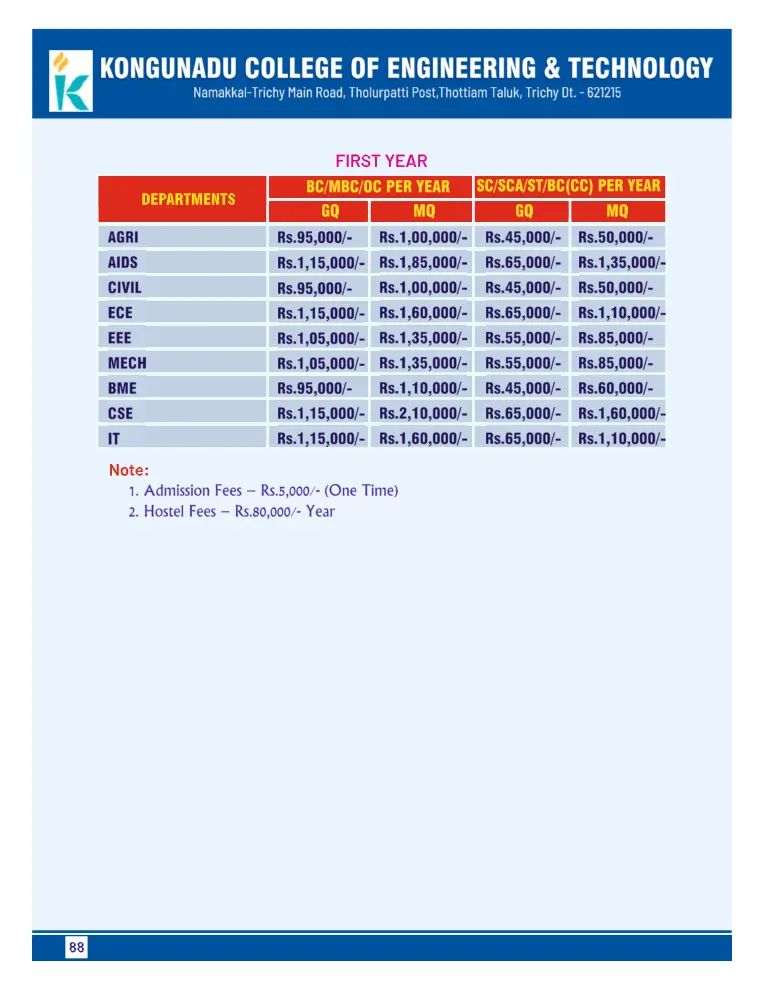 KONGUNADU COLLEGE OF ENGINEERING & TECHNOLOGY
Namakkal-Trichy Main Road, Tholurpatti Post,Thottiam Taluk, Trichy Dt. - 621215
FIRST YEAR
DEPARTMENTS BC/MBC/OC PER YEAR SC/SCA/ST/BC(CC) PER YEAR
GQ MQ GQ MQ
AGRI Rs.95,000/- Rs.1,00,000/- Rs.45,000/- Rs.50,000/-
AIDS Rs.1,15,000/- Rs.1,85,000/- Rs.65,000/- Rs.1,35,000/-
CIVIL Rs.95,000/- Rs.1,00,000/- Rs.45,000/- Rs.50,000/-
ECE Rs.1,15,000/- Rs.1,60,000/- Rs.65,000/- Rs.1,10,000/-
EEE Rs.1,05,000/- Rs.1,35,000/- Rs.55,000/- Rs.85,000/-
MECH Rs.1,05,000/- Rs.1,35,000/- Rs.55,000/- Rs.85,000/-
BME Rs.95,000/- Rs.1,10,000/- Rs.45,000/- Rs.60,000/-
CSE Rs.1,15,000/- Rs.2,10,000/- Rs.65,000/- Rs.1,60,000/-
IT Rs.1,15,000/- Rs.1,60,000/- Rs.65,000/- Rs.1,10,000/-
Note:
1. Admission Fees – Rs.5,000/- (One Time)
2. Hostel Fees – Rs.80,000/- Year
88